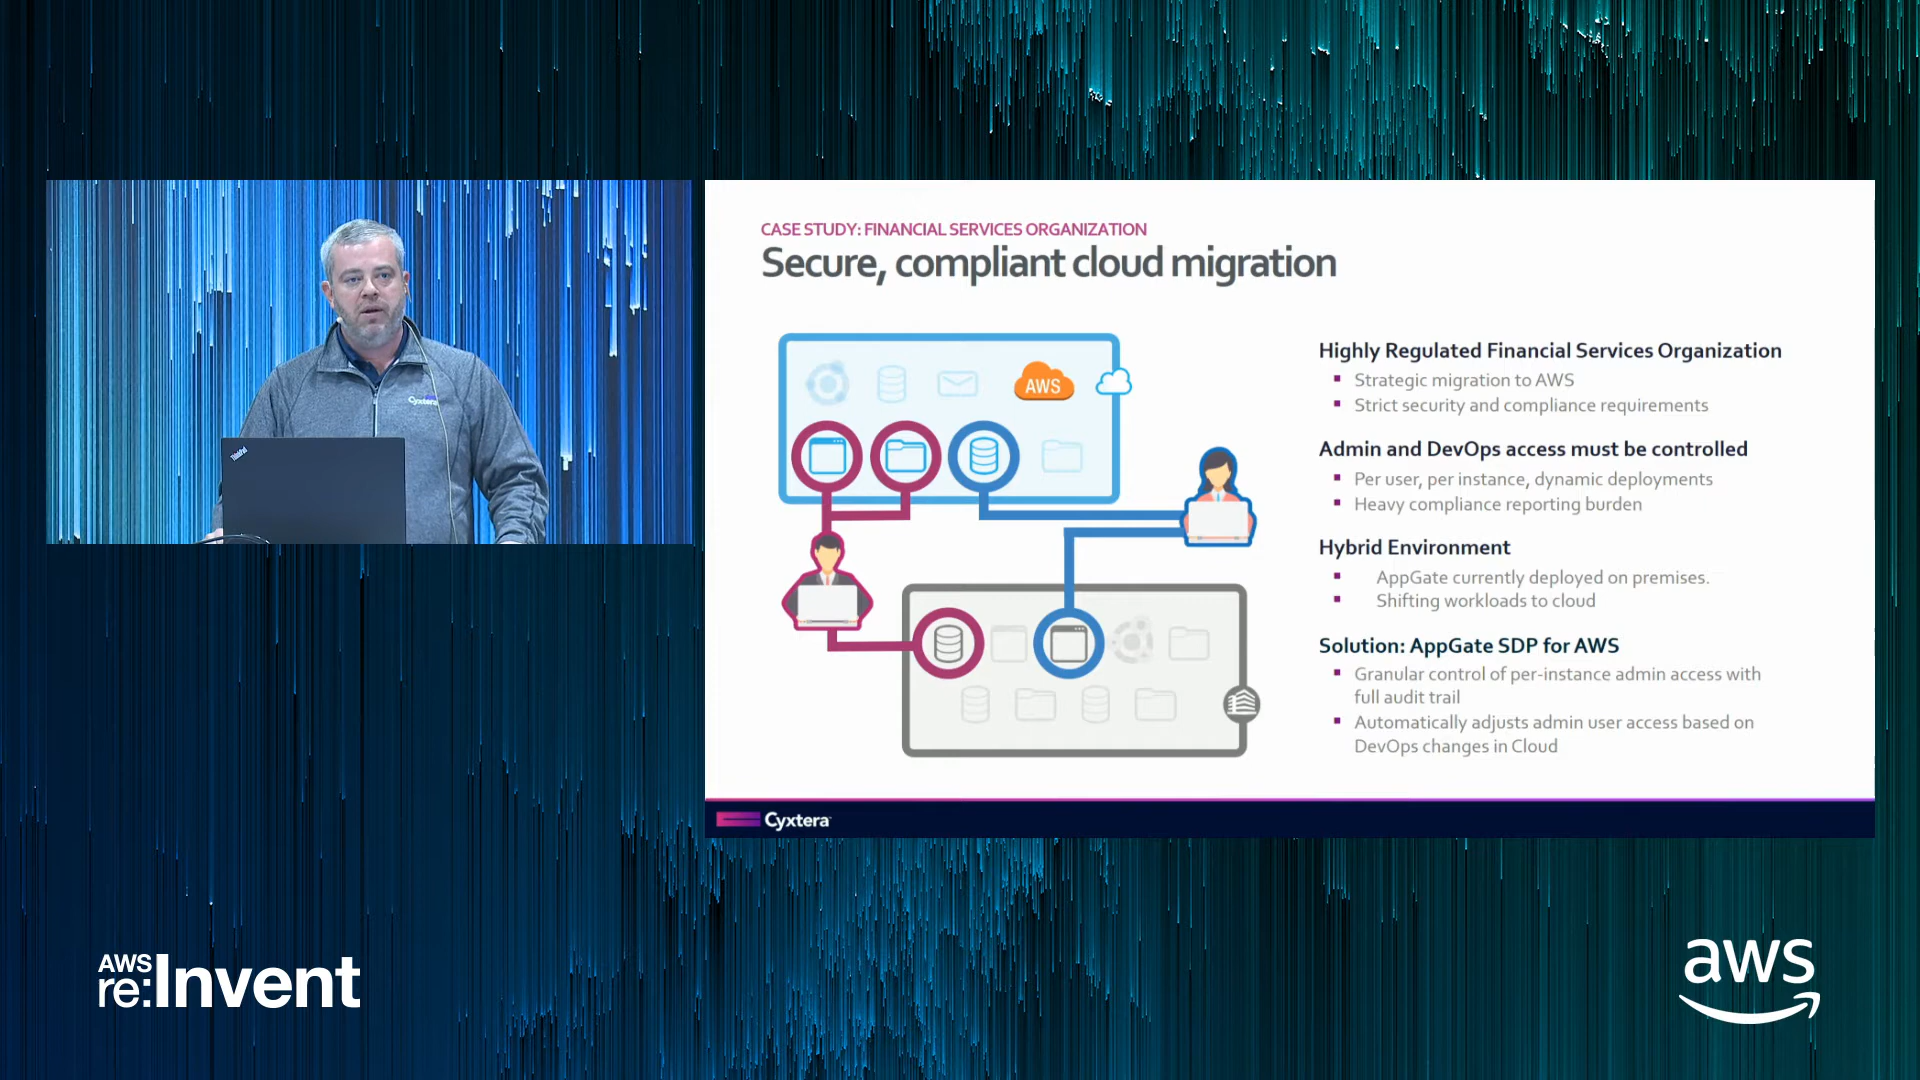 CASE STUDY: FINANCIAL SERVICES ORGANIZATION
Secure, compliant cloud migration
AWS
Highly Regulated Financial Services Organization
Strategic migration to AWS
Strict security and compliance requirements
Admin and DevOps access must be controlled
Per user, per instance, dynamic deployments
Heavy compliance reporting burden
Hybrid Environment
AppGate currently deployed on premises.
Shifting workloads to cloud
Solution: AppGate SDP for AWS
Granular control of per-instance admin access with
full audit trail
Automatically adjusts admin user access based on
DevOps changes in Cloud
Cyxtera
Cyxtera
ThinkPad
AWS
re:Invent
aws